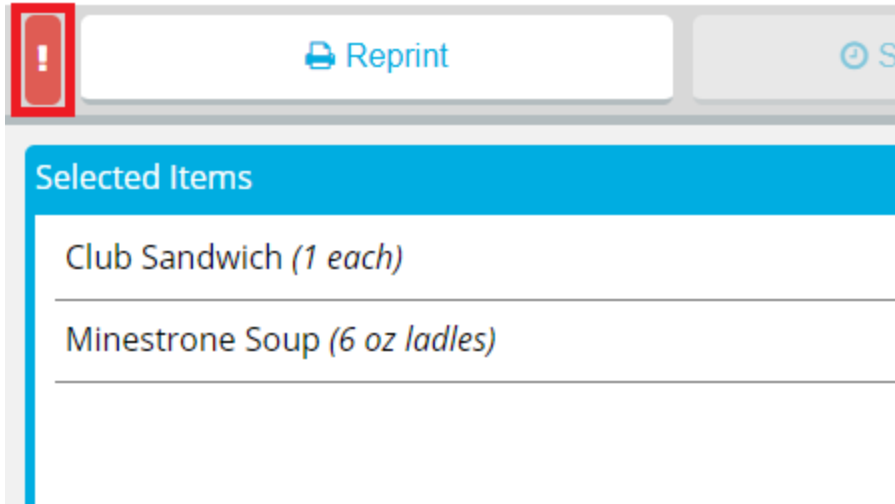 ! Reprint S
Selected Items
Club Sandwich (1 each)
Minestrone Soup (6 oz ladles)